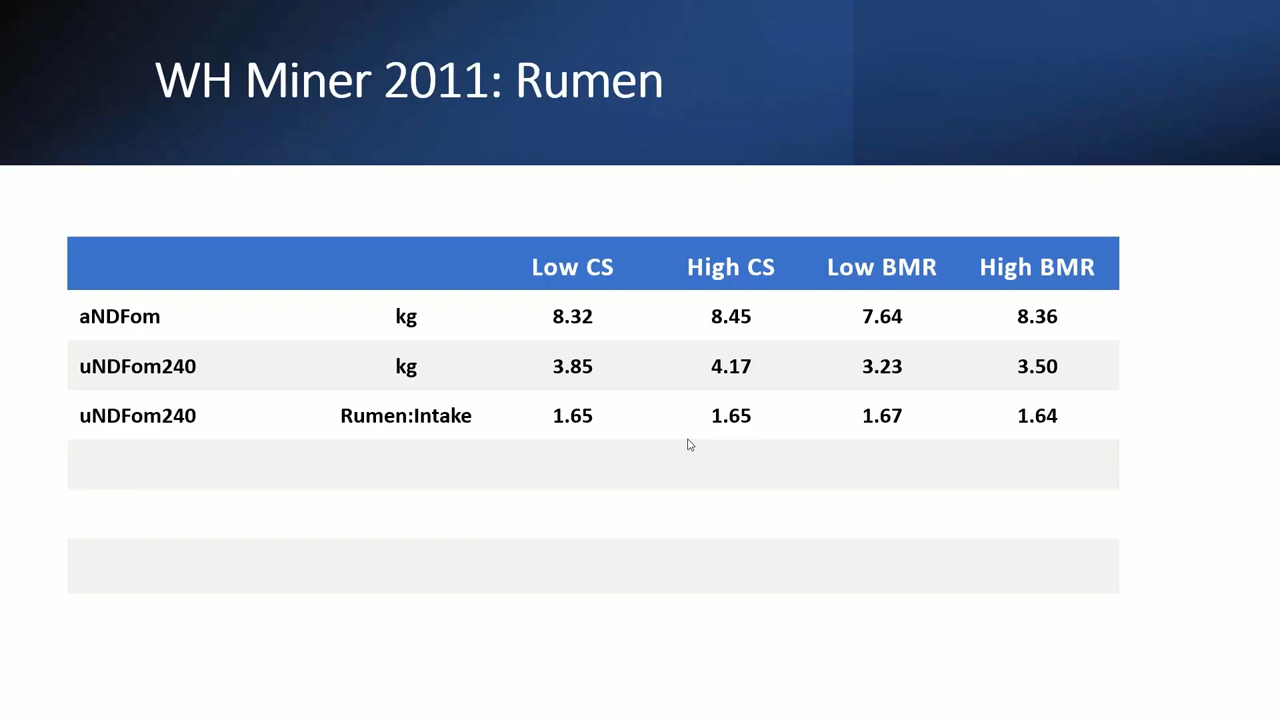 WH Miner 2011: Rumen
Low CS High CS Low BMR High BMR
aNDFom kg 8.32 8.45 7.64 8.36
uNDFom240 kg 3.85 4.17 3.23 3.50
uNDFom240 Rumen:Intake 1.65 1.65 1.67 1.64